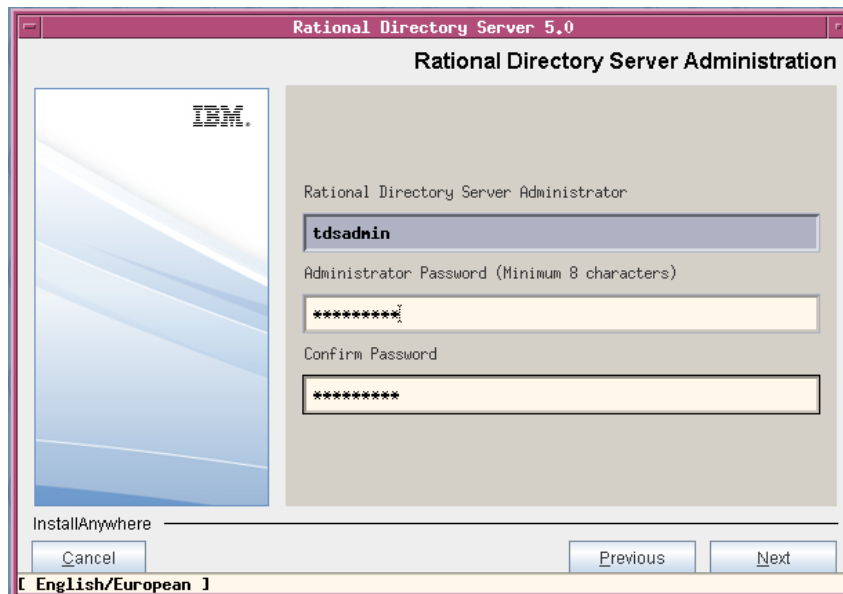 Rational Directory Server 5.0
Rational Directory Server Administration
IBM.
Rational Directory Server Administrator
tdsadmin
Administrator Password (Minimum 8 characters)
*********
Confirm Password
*********
InstallAnywhere
Cancel
Previous
Next
[ English/European ]